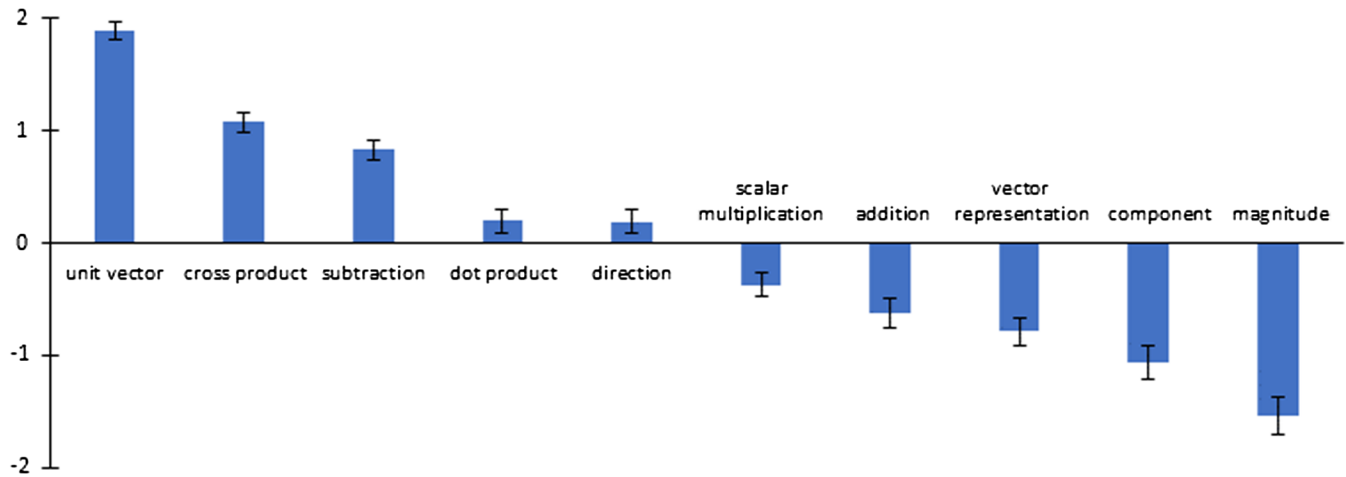 2
1
0
-1
-2
unit vector
cross product
subtraction
dot product
direction
scalar
multiplication
addition
vector
representation
component
magnitude